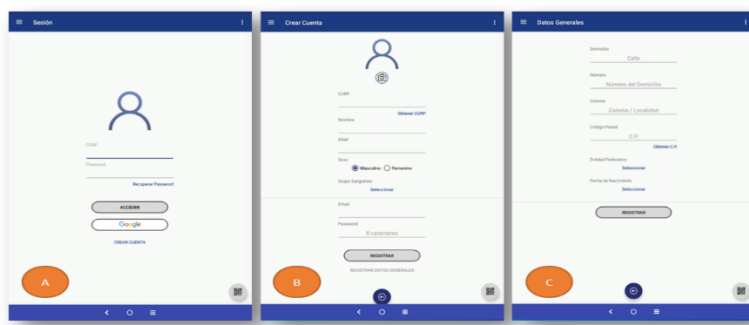 Sesión
CURP
Password
Recuperar Password
ACCEDER
Google
CREAR CUENTA
A
Crear Cuenta
CURP
Obtener CURP
Nombre
Edad
Sexo
Masculino
Femenino
Grupo Sanguíneo
Seleccionar
Email
Password
8 caracteres
REGISTRAR
REGISTRAR DATOS GENERALES
B
Datos Generales
Domicilio
Calle
Número
Número del Domicilio
Colonia
Colonia / Localidad
Código Postal
C.P
Obtener C.P
Entidad Federativa
Seleccionar
Fecha de Nacimiento
Seleccionar
REGISTRAR
C